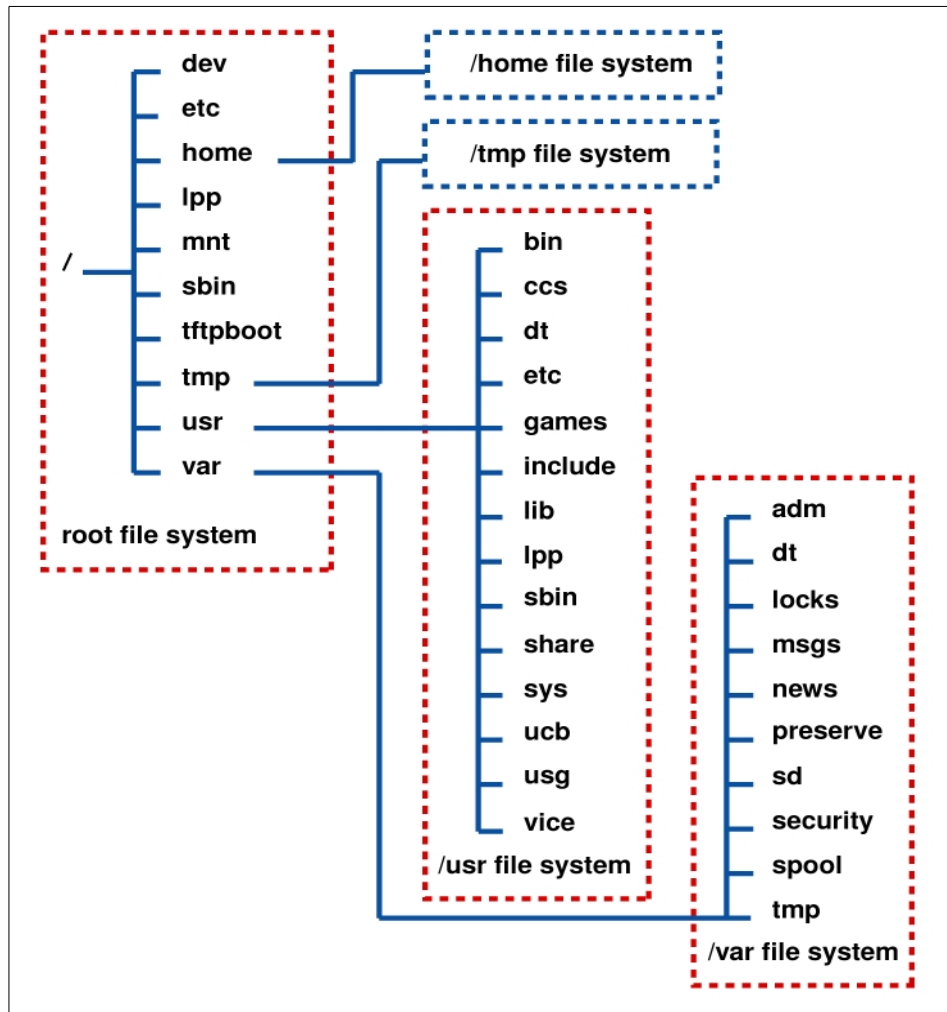 /
dev
etc
home
lpp
mnt
sbin
tftpboot
tmp
usr
var
root file system
/home file system
/tmp file system
bin
ccs
dt
etc
games
include
lib
lpp
sbin
share
sys
ucb
usg
vice
/usr file system
adm
dt
locks
msgs
news
preserve
sd
security
spool
tmp
/var file system